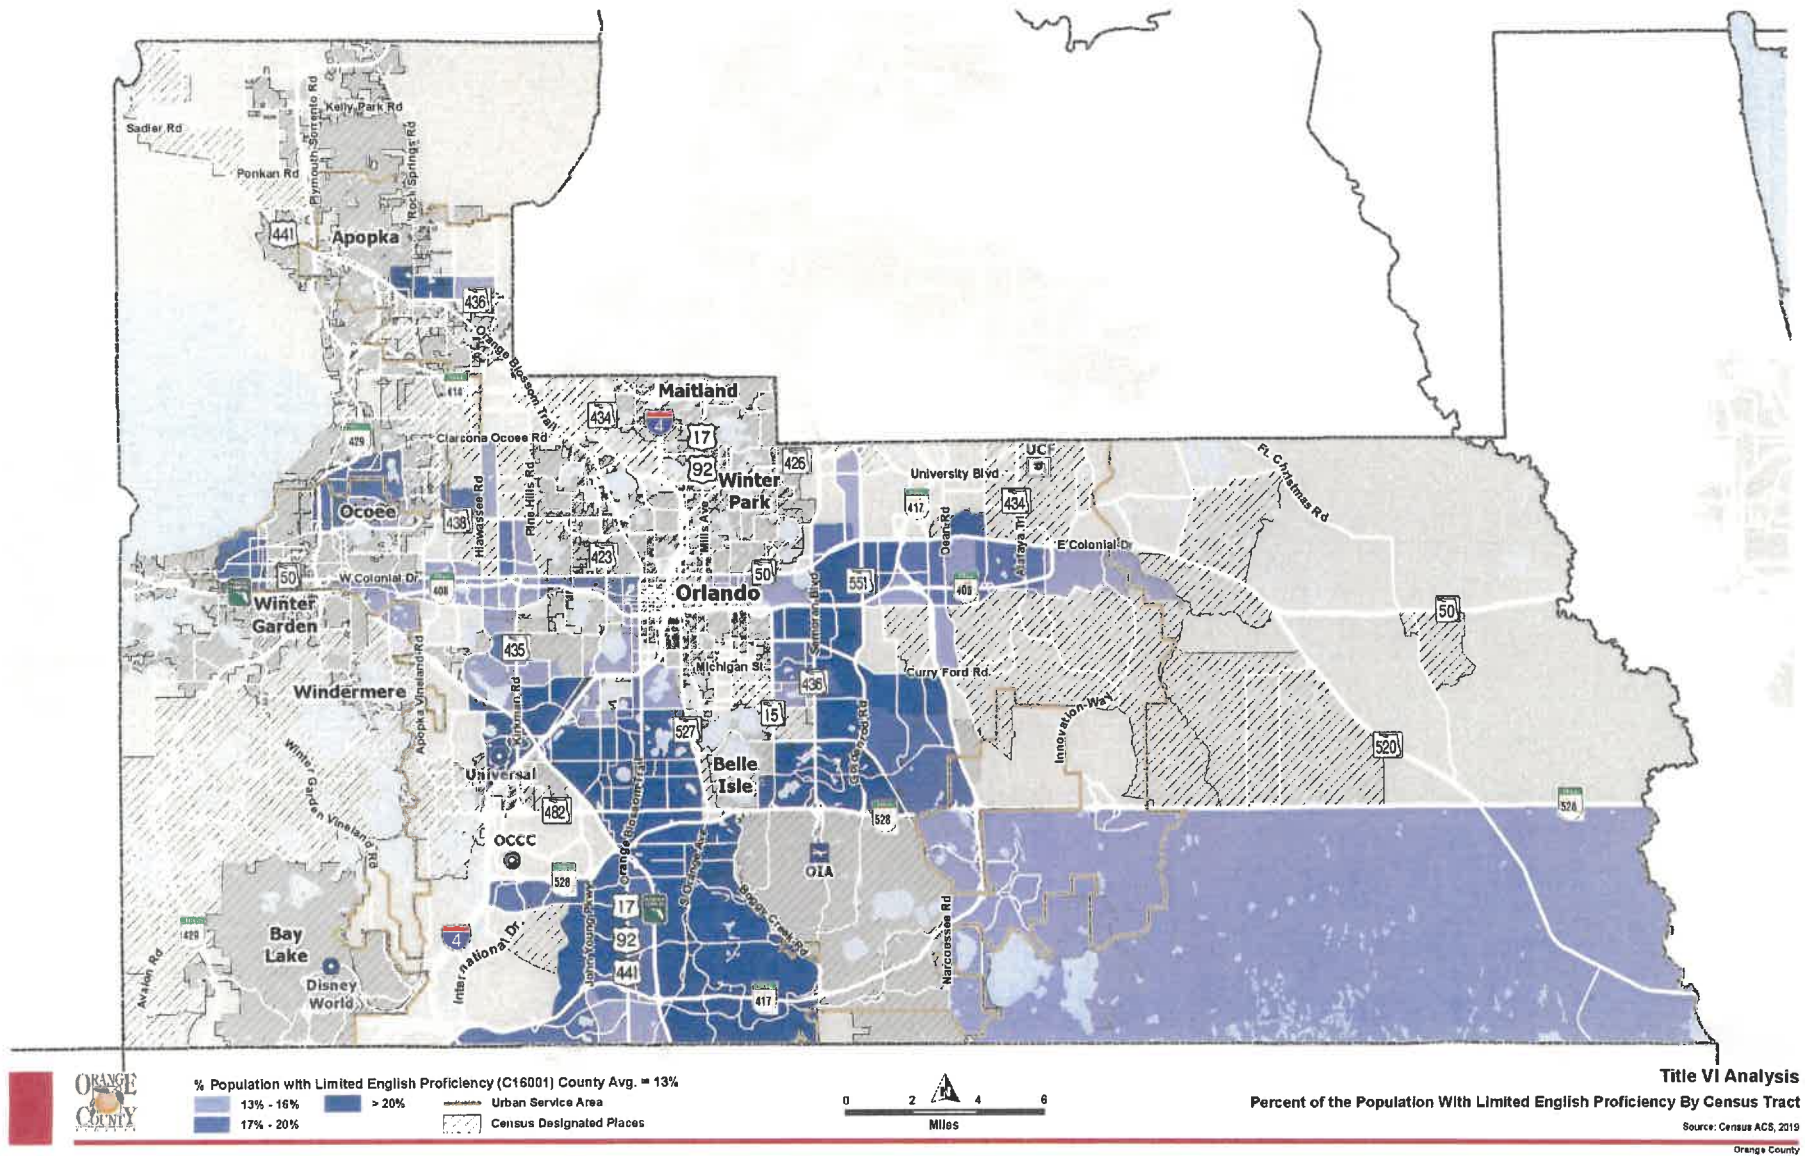 Kelly Park Rd
Plymouth Sorrento Rd
Sadler Rd
Rock Springs Rd
Ponkan Rd
441
Apopka
436
Orange Blossom Trail
414
Maitland
434
4
17
429
Clarcona Ocoee Rd
92
426
UCF
Ft. Christmas Rd
University Blvd
Winter
Park
Hiawassee Rd
Pine Hills Rd
417
434
Ocoee
438
Mills Ave
Dean Rd
Alafaya Trl
423
E Colonial Dr
50
W Colonial Dr
408
50
Orlando
Semoran Blvd
551
408
50
Winter
Garden
435
Apopka Vineland Rd
Michigan St
Curry Ford Rd
436
Windermere
Kirkman Rd
15
527
Goldenrod Rd
Innovation Way
520
Winter Garden Vineland Rd
Universal
Belle
Isle
Orange Blossom Trail
482
528
528
OCCC
OIA
528
S Orange Ave
Boggy Creek Rd
John Young Pkwy
17
Narcoossee Rd
429
Bay
Lake
4
International Dr
92
Avalon Rd
Disney
World
441
417
ORANGE
COUNTY
% Population with Limited English Proficiency (C16001) County Avg. = 13%
13% - 16%
> 20%
Urban Service Area
17% - 20%
Census Designated Places
0 2 4 6
N
Miles
Title VI Analysis
Percent of the Population With Limited English Proficiency By Census Tract
Source: Census ACS, 2019
Orange County